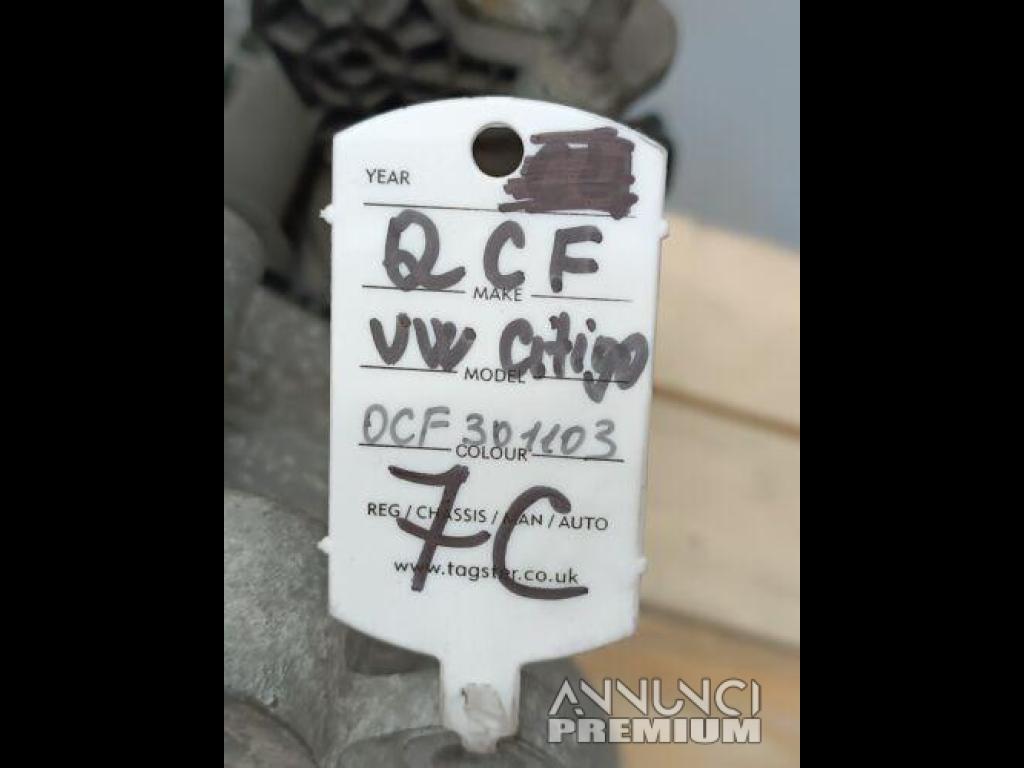 YEAR
QCF
MAKE
VW Citigo
MODEL
OCF 301103
COLOUR
7C
REG / CHASSIS / MAN / AUTO
www.tagster.co.uk
ANNUNCI
PREMIUM